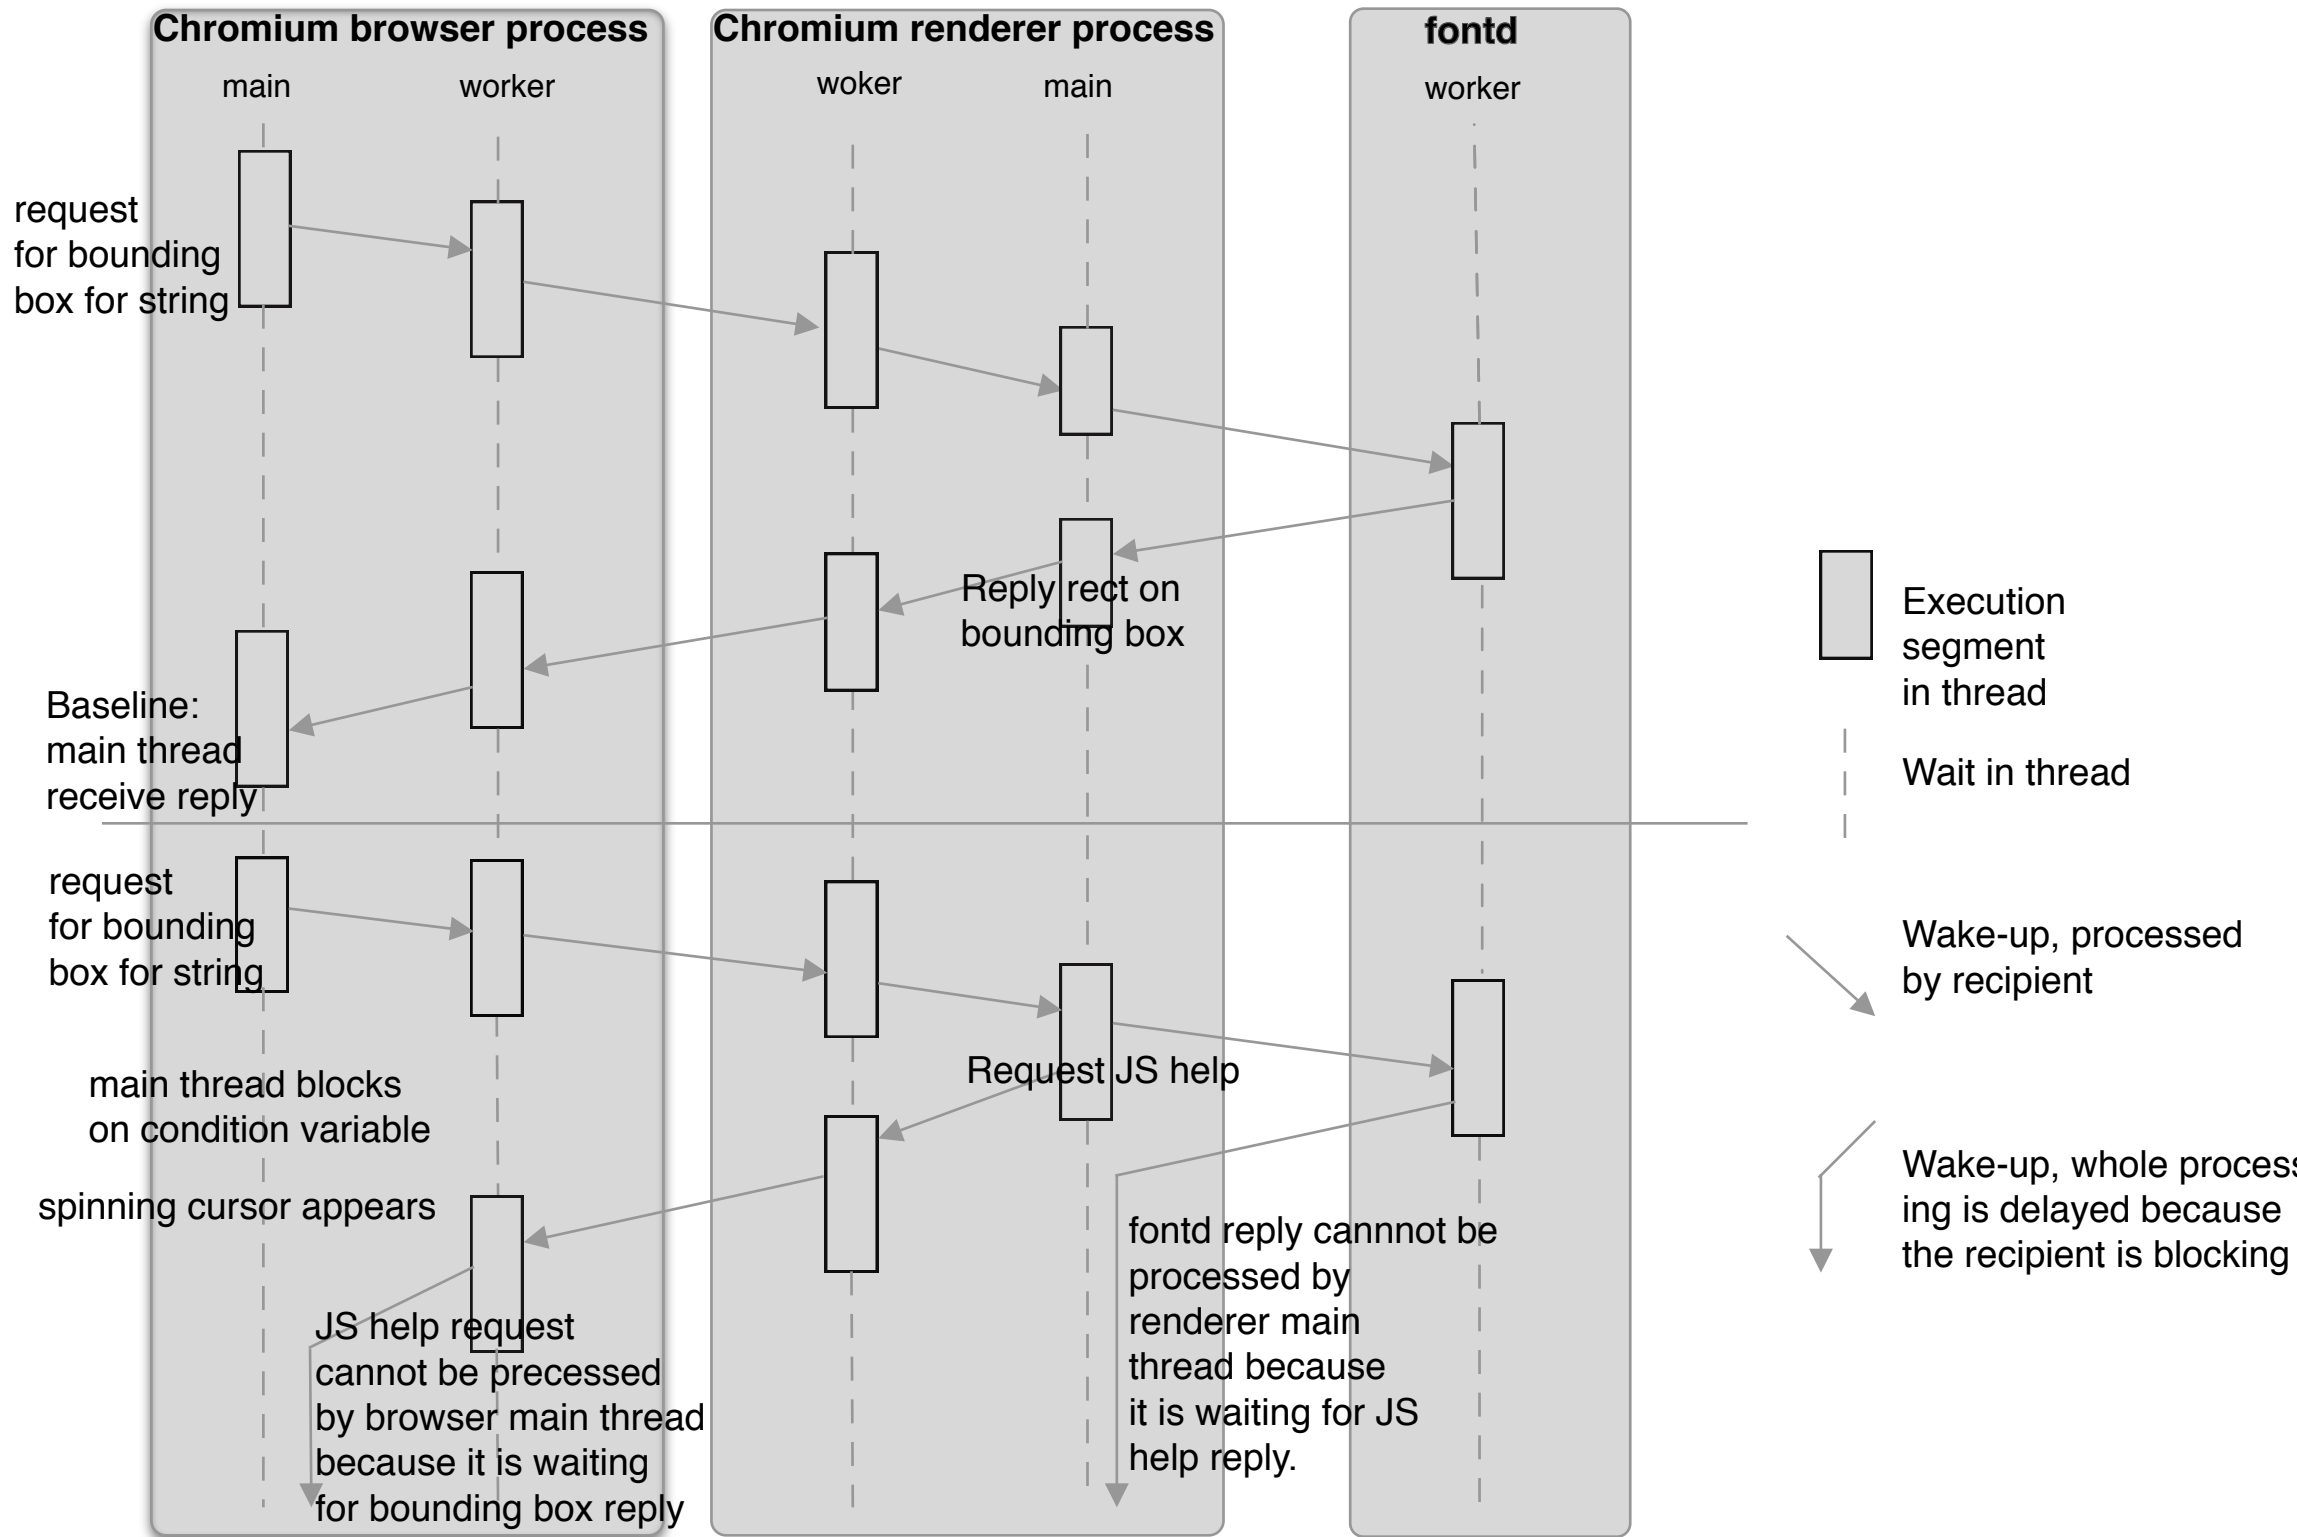 Chromium browser process
Chromium renderer process
fontd
main
worker
woker
main
worker
request
for bounding
box for string
Reply rect on
bounding box
Baseline:
main thread
receive reply
request
for bounding
box for string
main thread blocks
on condition variable
spinning cursor appears
Request JS help
JS help request
cannot be precessed
by browser main thread
because it is waiting
for bounding box reply
fontd reply cannnot be
processed by
renderer main
thread because
it is waiting for JS
help reply.
Execution
segment
in thread
Wait in thread
Wake-up, processed
by recipient
Wake-up, whole process
ing is delayed because
the recipient is blocking